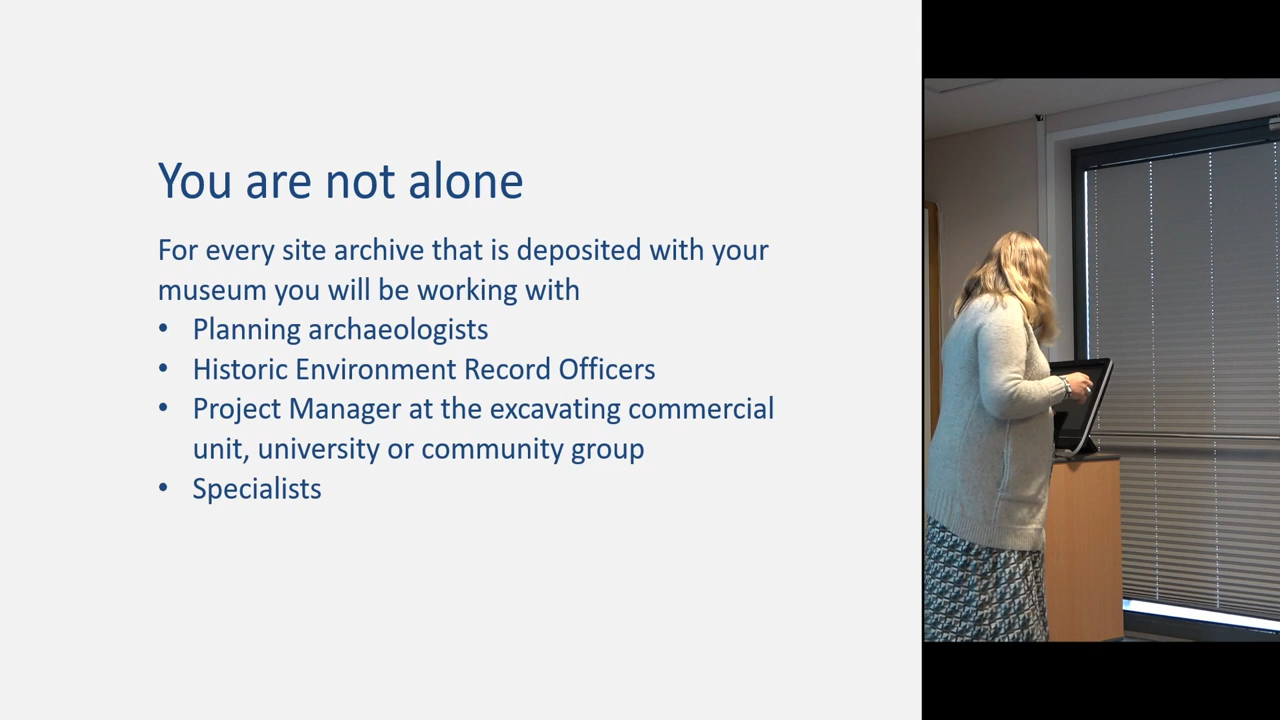 You are not alone
For every site archive that is deposited with your
museum you will be working with
• Planning archaeologists
• Historic Environment Record Officers
• Project Manager at the excavating commercial
unit, university or community group
• Specialists